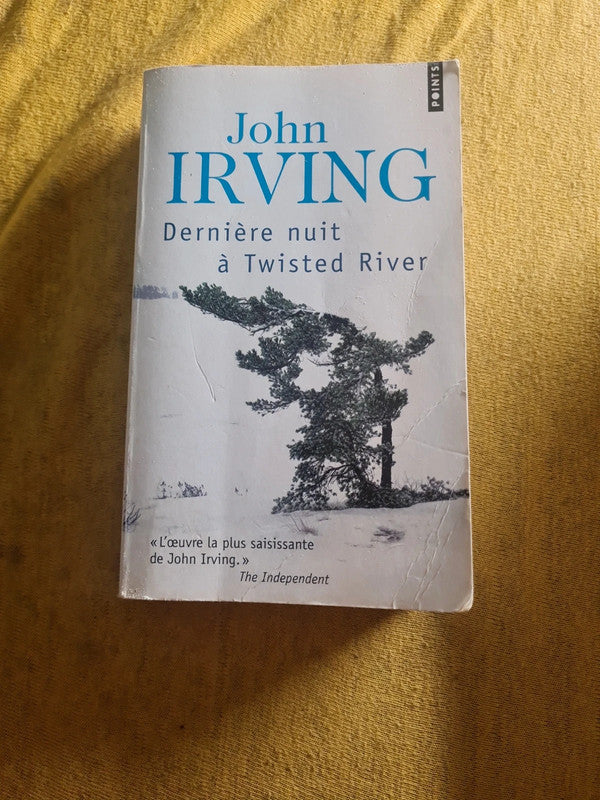 POINTS
John
IRVING
Dernière nuit
à Twisted River
« L'œuvre la plus saisissante
de John Irving. »
The Independent